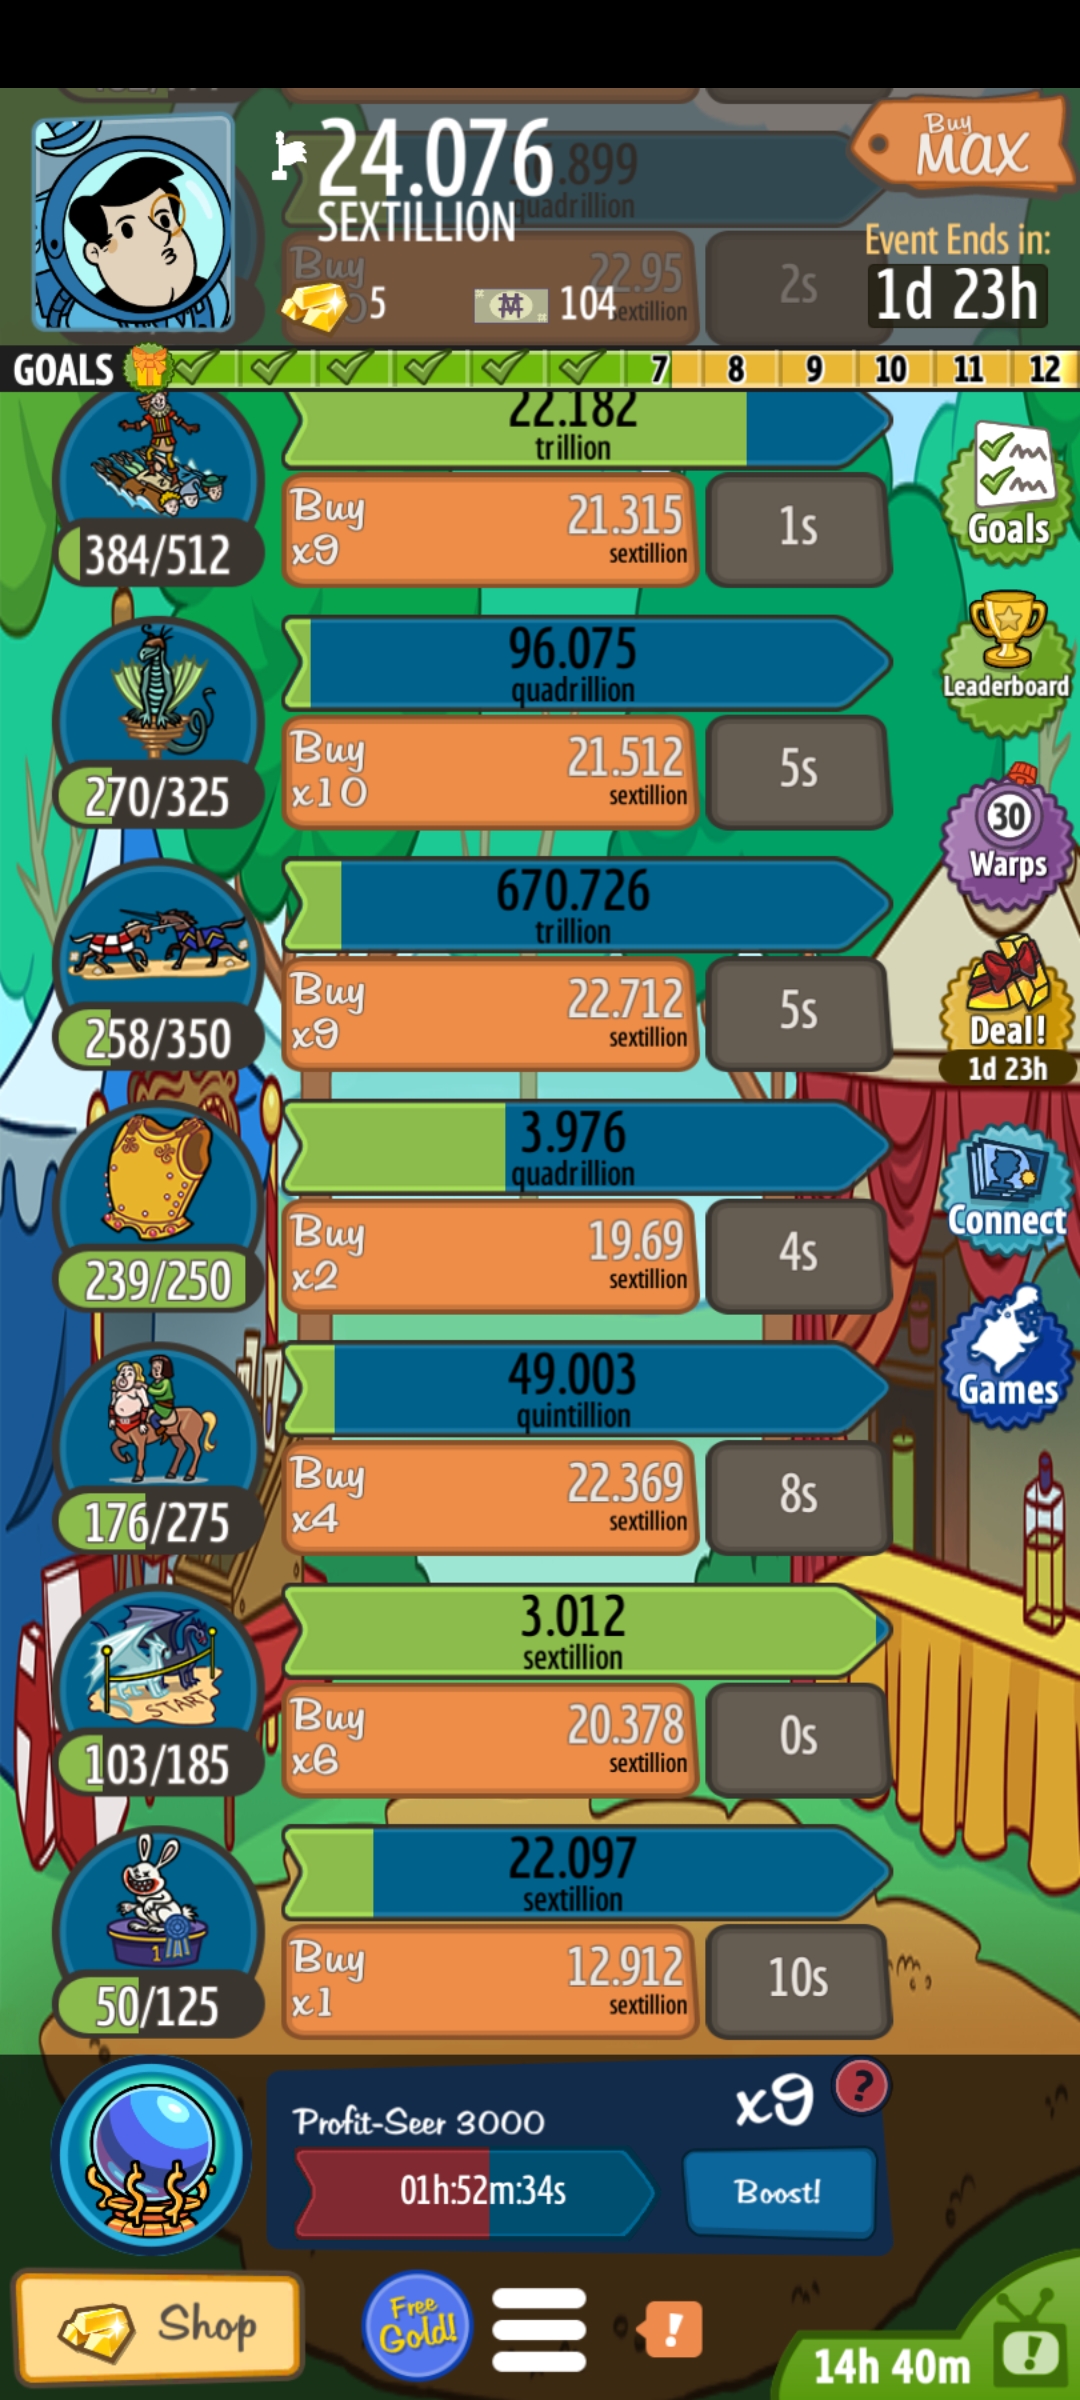 24.076
SEXTILLION
Buy
MAX
.899
quadrillion
Event Ends in:
1d 23h
Buy
22.95
sextillion
2s
5
104
GOALS
7 8 9 10 11 12
22.182
trillion
384/512
Buy
x9
21.315
sextillion
1s
Goals
96.075
quadrillion
270/325
Buy
x10
21.512
sextillion
5s
Leaderboard
670.726
trillion
258/350
Buy
x9
22.712
sextillion
5s
30
Warps
Deal!
1d 23h
3.976
quadrillion
239/250
Buy
x2
19.69
sextillion
4s
Connect
49.003
quintillion
176/275
Buy
x4
22.369
sextillion
8s
Games
3.012
sextillion
START
103/185
Buy
x6
20.378
sextillion
0s
22.097
sextillion
1
50/125
Buy
x1
12.912
sextillion
10s
Profit-Seer 3000
x9
?
01h:52m:34s
Boost!
Shop
Free
Gold!
!
14h 40m
!